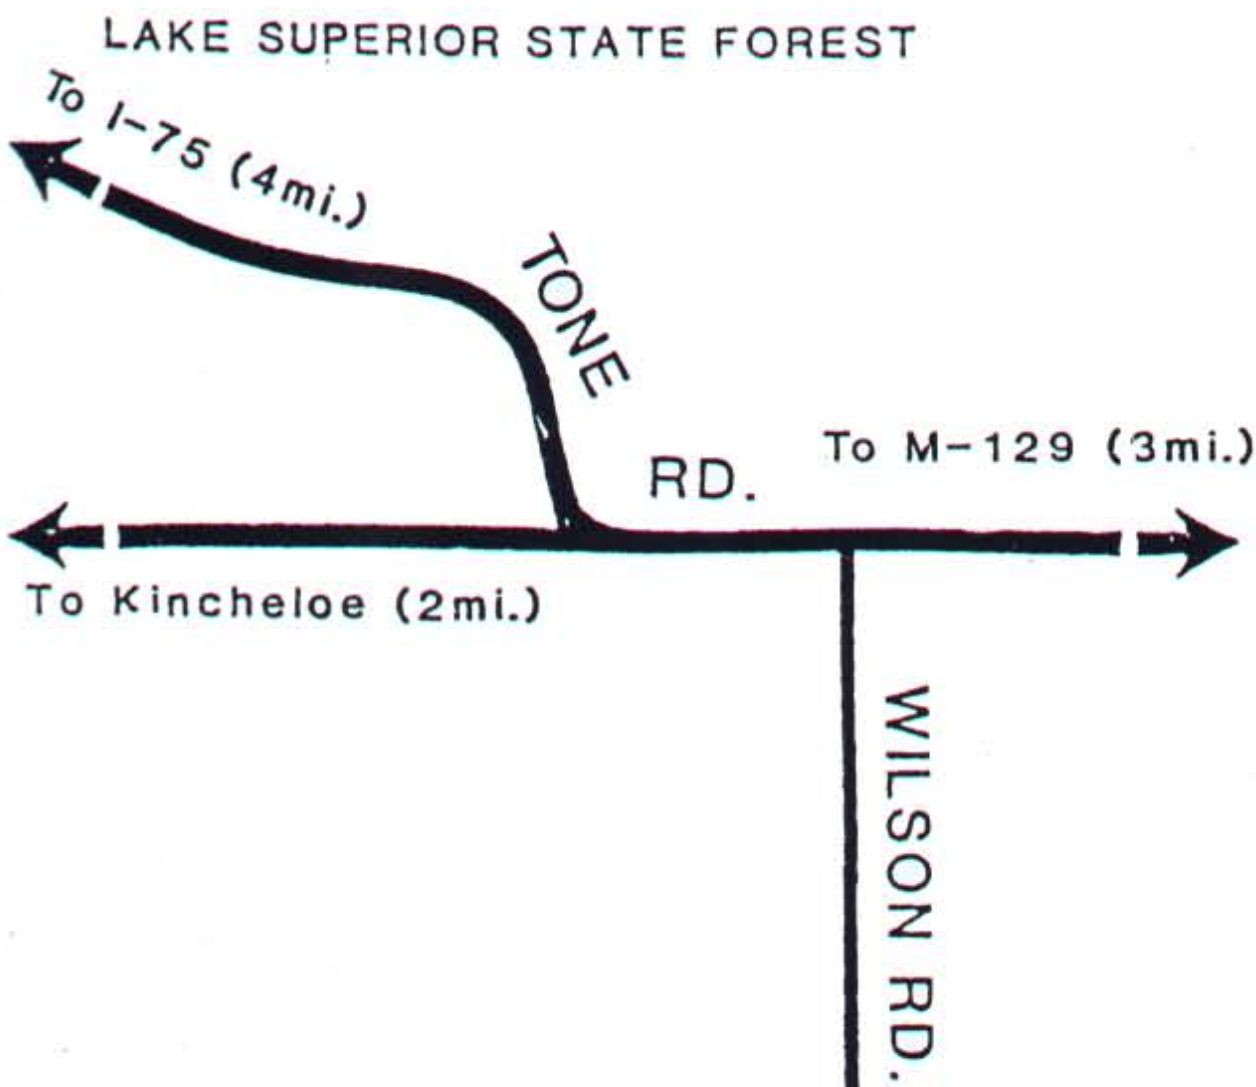 LAKE SUPERIOR STATE FOREST
To I-75 (4mi.)
TONE
RD.
To M-129 (3mi.)
To Kincheloe (2mi.)
WILSON RD.